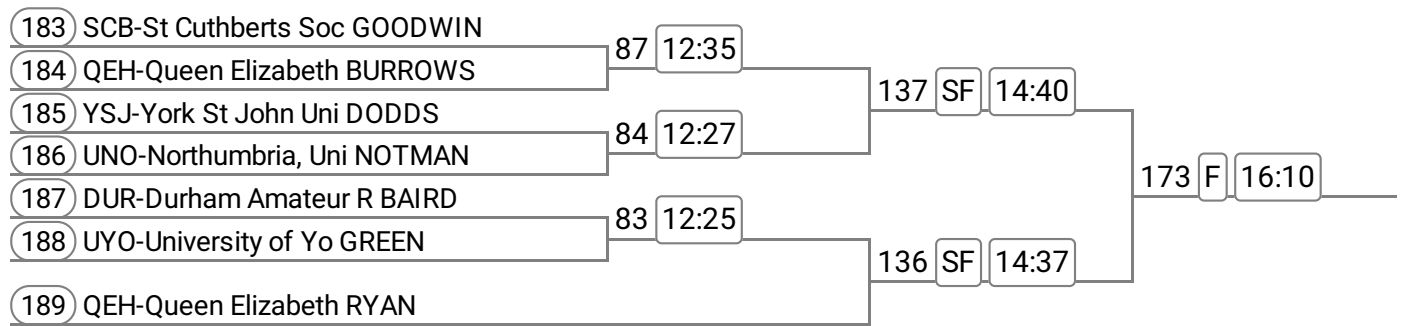 183 SCB-St Cuthberts Soc GOODWIN
87 12:35
184 QEH-Queen Elizabeth BURROWS
137 SF 14:40
185 YSJ-York St John Uni DODDS
84 12:27
186 UNO-Northumbria, Uni NOTMAN
173 F 16:10
187 DUR-Durham Amateur R BAIRD
83 12:25
188 UYO-University of Yo GREEN
136 SF 14:37
189 QEH-Queen Elizabeth RYAN